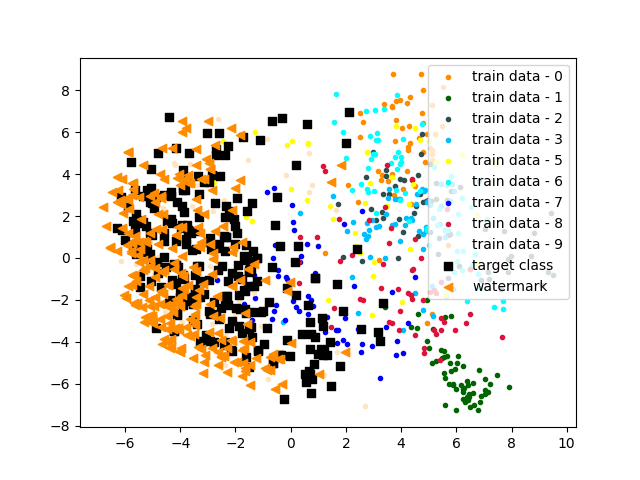 8
6
4
2
0
−2
−4
−6
−8
−6
−4
−2
0
2
4
6
8
10
train data - 0
train data - 1
train data - 2
train data - 3
train data - 5
train data - 6
train data - 7
train data - 8
train data - 9
target class
watermark